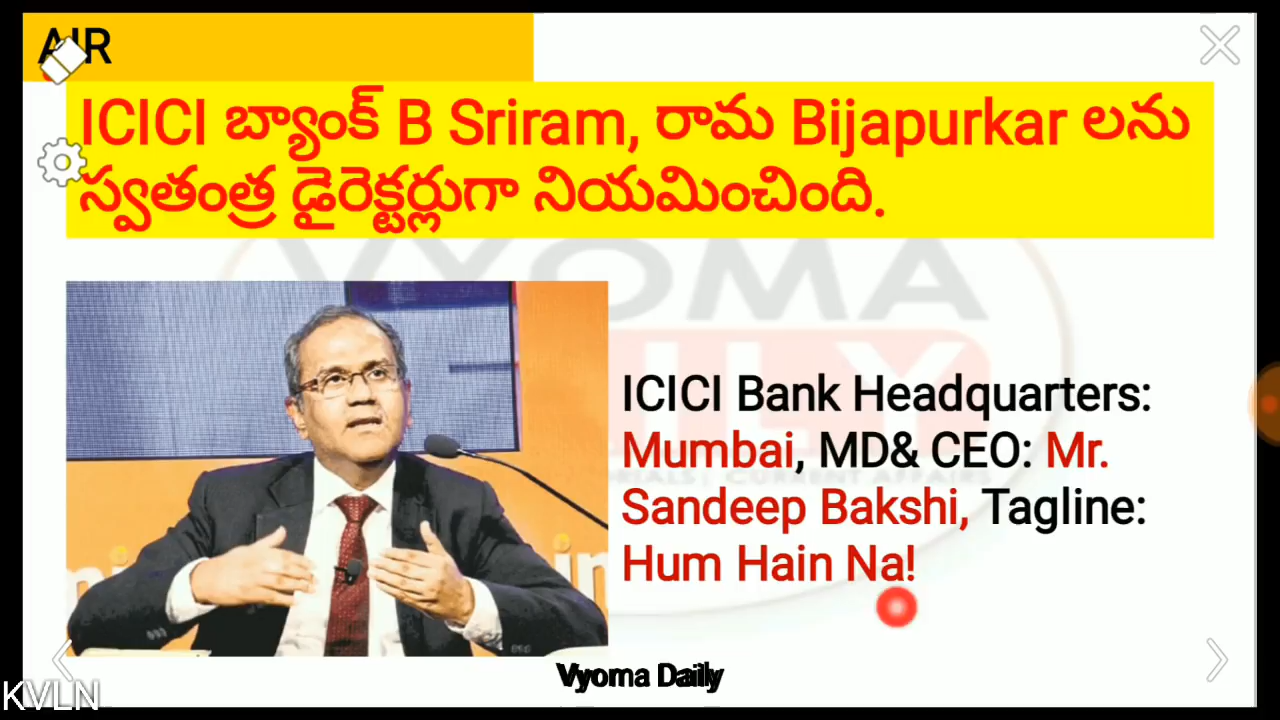 AIR
ICICI బ్యాంక్ B Sriram, రామ Bijapurkar లను
స్వతంత్ర డైరెక్టర్లుగా నియమించింది.
VYOMA
ICICI Bank Headquarters:
Mumbai, MD& CEO: Mr.
Sandeep Bakshi, Tagline:
Hum Hain Na!
Vyoma Daily
KVLN